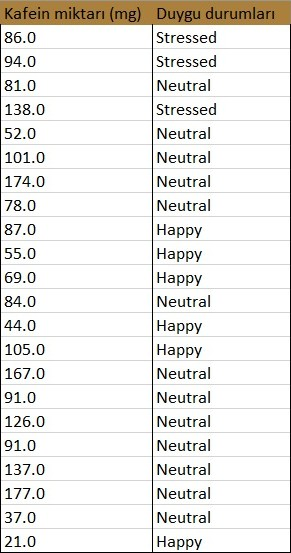 Kafein miktarı (mg) Duygu durumları
86.0 Stressed
94.0 Stressed
81.0 Neutral
138.0 Stressed
52.0 Neutral
101.0 Neutral
174.0 Neutral
78.0 Neutral
87.0 Happy
55.0 Happy
69.0 Happy
84.0 Neutral
44.0 Happy
105.0 Happy
167.0 Neutral
91.0 Neutral
126.0 Neutral
91.0 Neutral
137.0 Neutral
177.0 Neutral
37.0 Neutral
21.0 Happy